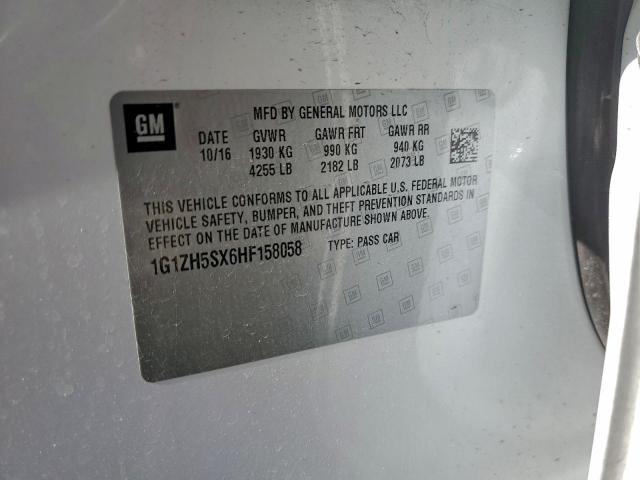 GM
MFD BY GENERAL MOTORS LLC
DATE GVWR GAWR FRT GAWR RR
10/16 1930 KG 990 KG 940 KG
4255 LB 2182 LB 2073 LB
THIS VEHICLE CONFORMS TO ALL APPLICABLE U.S. FEDERAL MOTOR
VEHICLE SAFETY, BUMPER, AND THEFT PREVENTION STANDARDS IN
EFFECT ON THE DATE OF MANUFACTURE SHOWN ABOVE.
1G1ZH5SX6HF158058 TYPE: PASS CAR